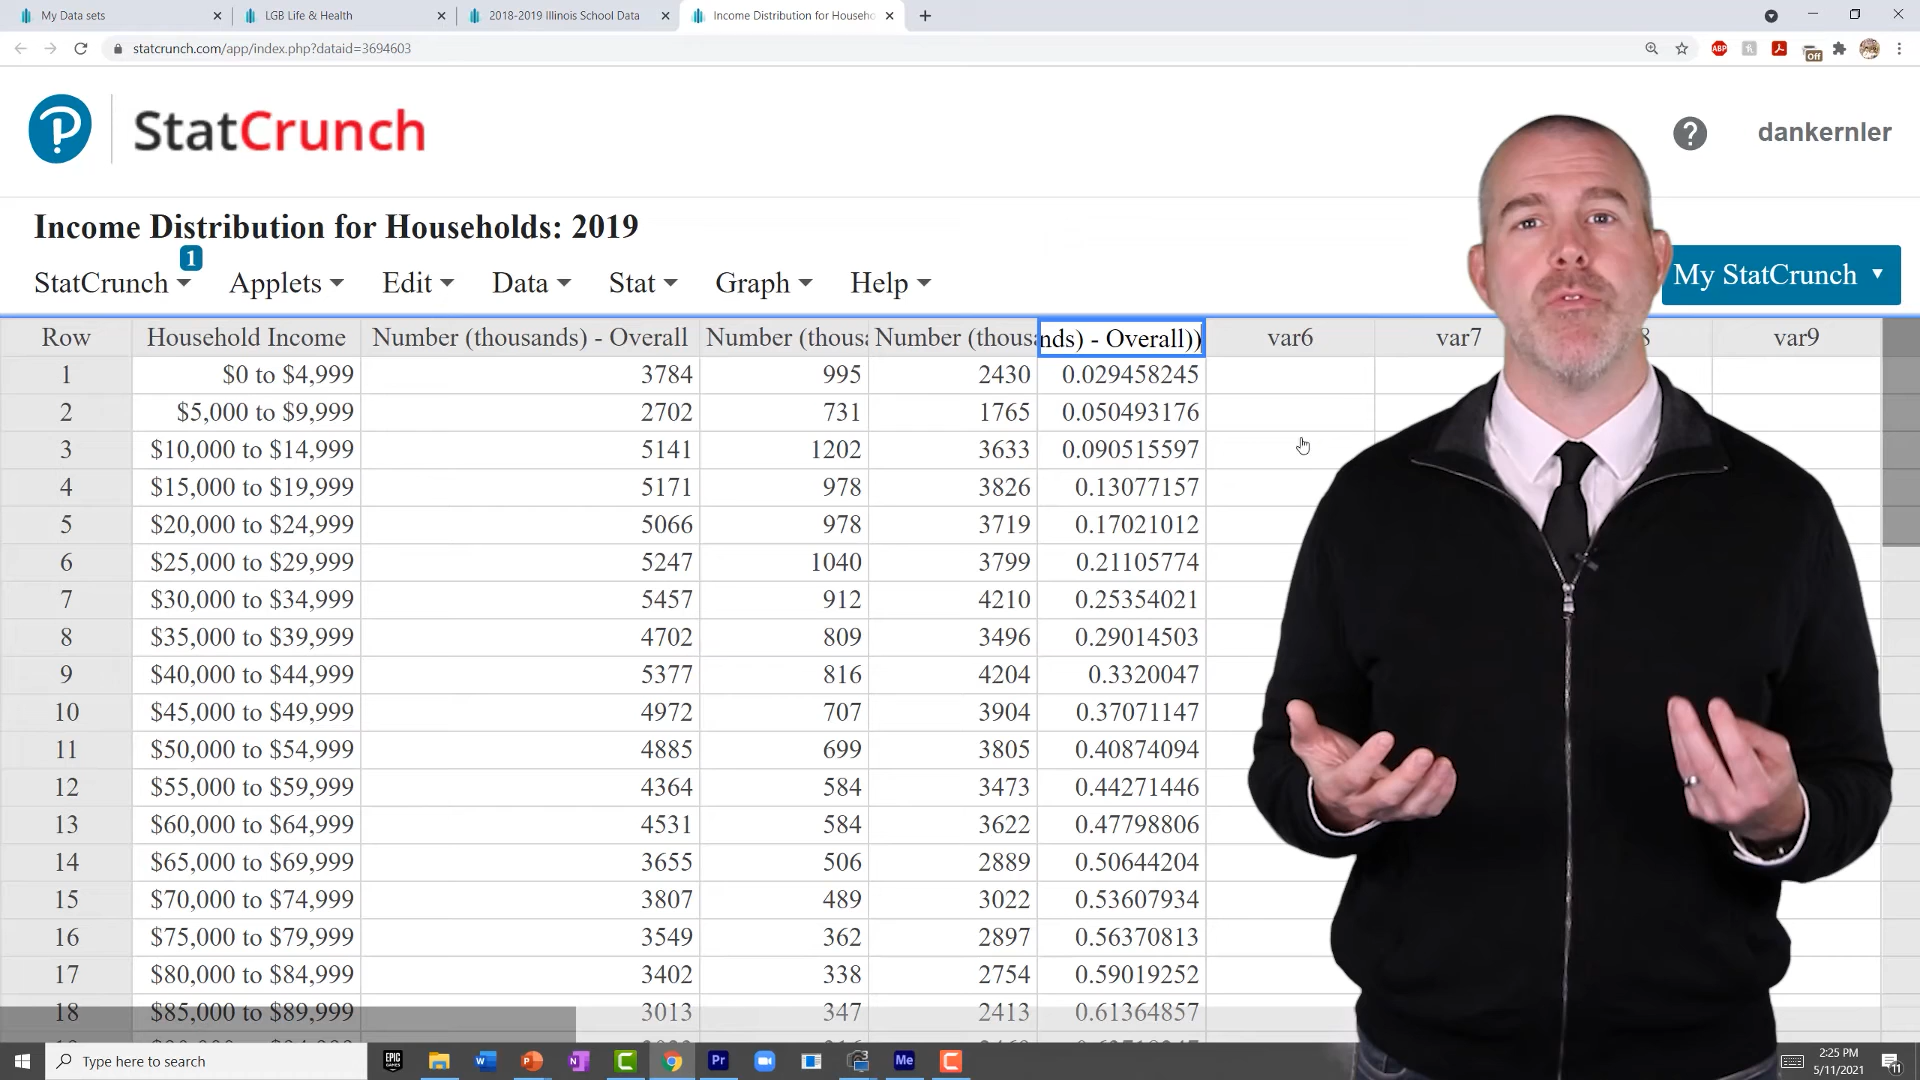 My Data sets
LGB Life & Health
2018-2019 Illinois School Data
Income Distribution for Househo
statcrunch.com/app/index.php?dataid=3694603
ABP
Off
StatCrunch
? dankernler
Income Distribution for Households: 2019
StatCrunch 1 Applets Edit Data Stat Graph Help
My StatCrunch
Row Household Income Number (thousands) - Overall Number (thous Number (thous nds) - Overall)) var6 var7 8 var9
1 $0 to $4,999 3784 995 2430 0.029458245
2 $5,000 to $9,999 2702 731 1765 0.050493176
3 $10,000 to $14,999 5141 1202 3633 0.090515597
4 $15,000 to $19,999 5171 978 3826 0.13077157
5 $20,000 to $24,999 5066 978 3719 0.17021012
6 $25,000 to $29,999 5247 1040 3799 0.21105774
7 $30,000 to $34,999 5457 912 4210 0.25354021
8 $35,000 to $39,999 4702 809 3496 0.29014503
9 $40,000 to $44,999 5377 816 4204 0.3320047
10 $45,000 to $49,999 4972 707 3904 0.37071147
11 $50,000 to $54,999 4885 699 3805 0.40874094
12 $55,000 to $59,999 4364 584 3473 0.44271446
13 $60,000 to $64,999 4531 584 3622 0.47798806
14 $65,000 to $69,999 3655 506 2889 0.50644204
15 $70,000 to $74,999 3807 489 3022 0.53607934
16 $75,000 to $79,999 3549 362 2897 0.56370813
17 $80,000 to $84,999 3402 338 2754 0.59019252
18 $85,000 to $89,999 3013 347 2413 0.61364857
Type here to search
EPIC GAMES
Pr
Me
2:25 PM
5/11/2021
11